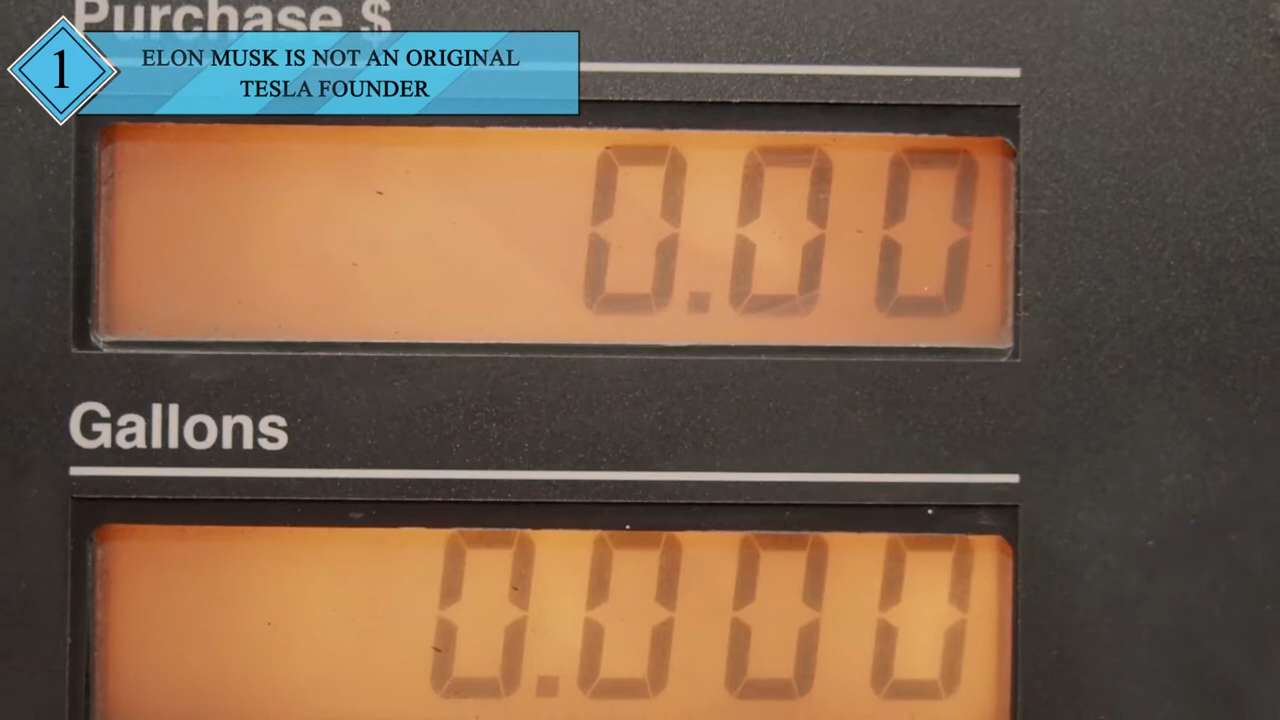 Purchase $
1
ELON MUSK IS NOT AN ORIGINAL
TESLA FOUNDER
0.00
Gallons
0.000